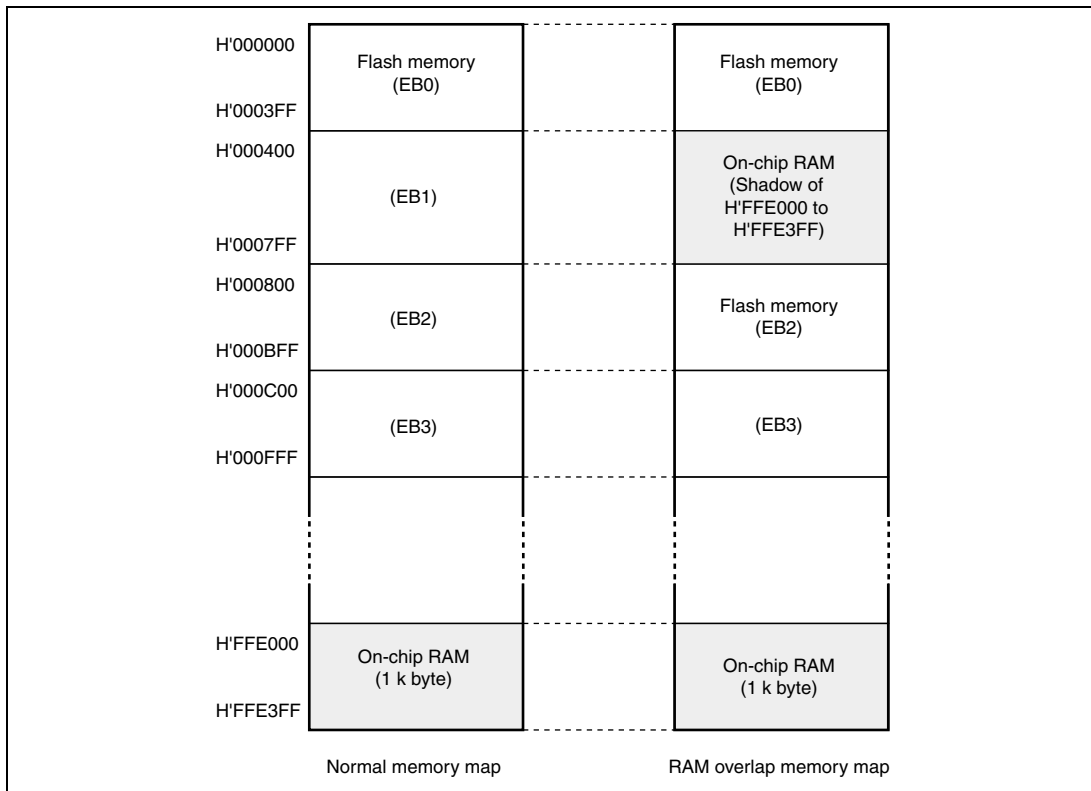 H'000000
Flash memory
(EB0)
Flash memory
(EB0)
H'0003FF
H'000400
(EB1)
On-chip RAM
(Shadow of
H'FFE000 to
H'FFE3FF)
H'0007FF
H'000800
(EB2)
Flash memory
(EB2)
H'000BFF
H'000C00
(EB3)
(EB3)
H'000FFF
H'FFE000
On-chip RAM
(1 k byte)
On-chip RAM
(1 k byte)
H'FFE3FF
Normal memory map
RAM overlap memory map